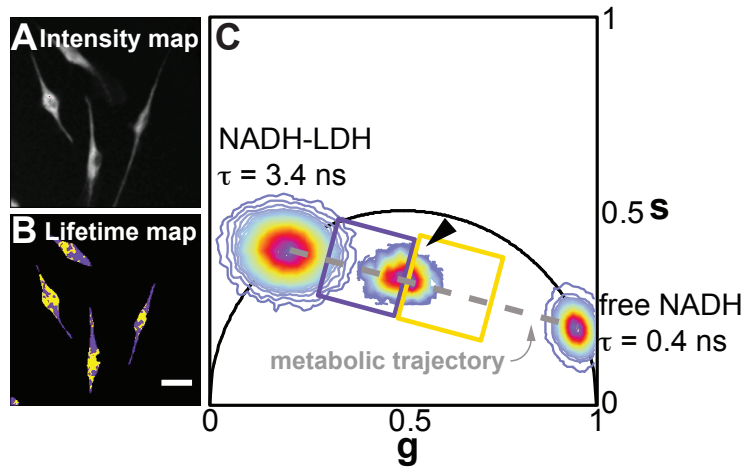 A Intensity map
B Lifetime map
C
NADH-LDH
τ = 3.4 ns
free NADH
τ = 0.4 ns
metabolic trajectory
1
0.5 s
0
0
0.5
1
g